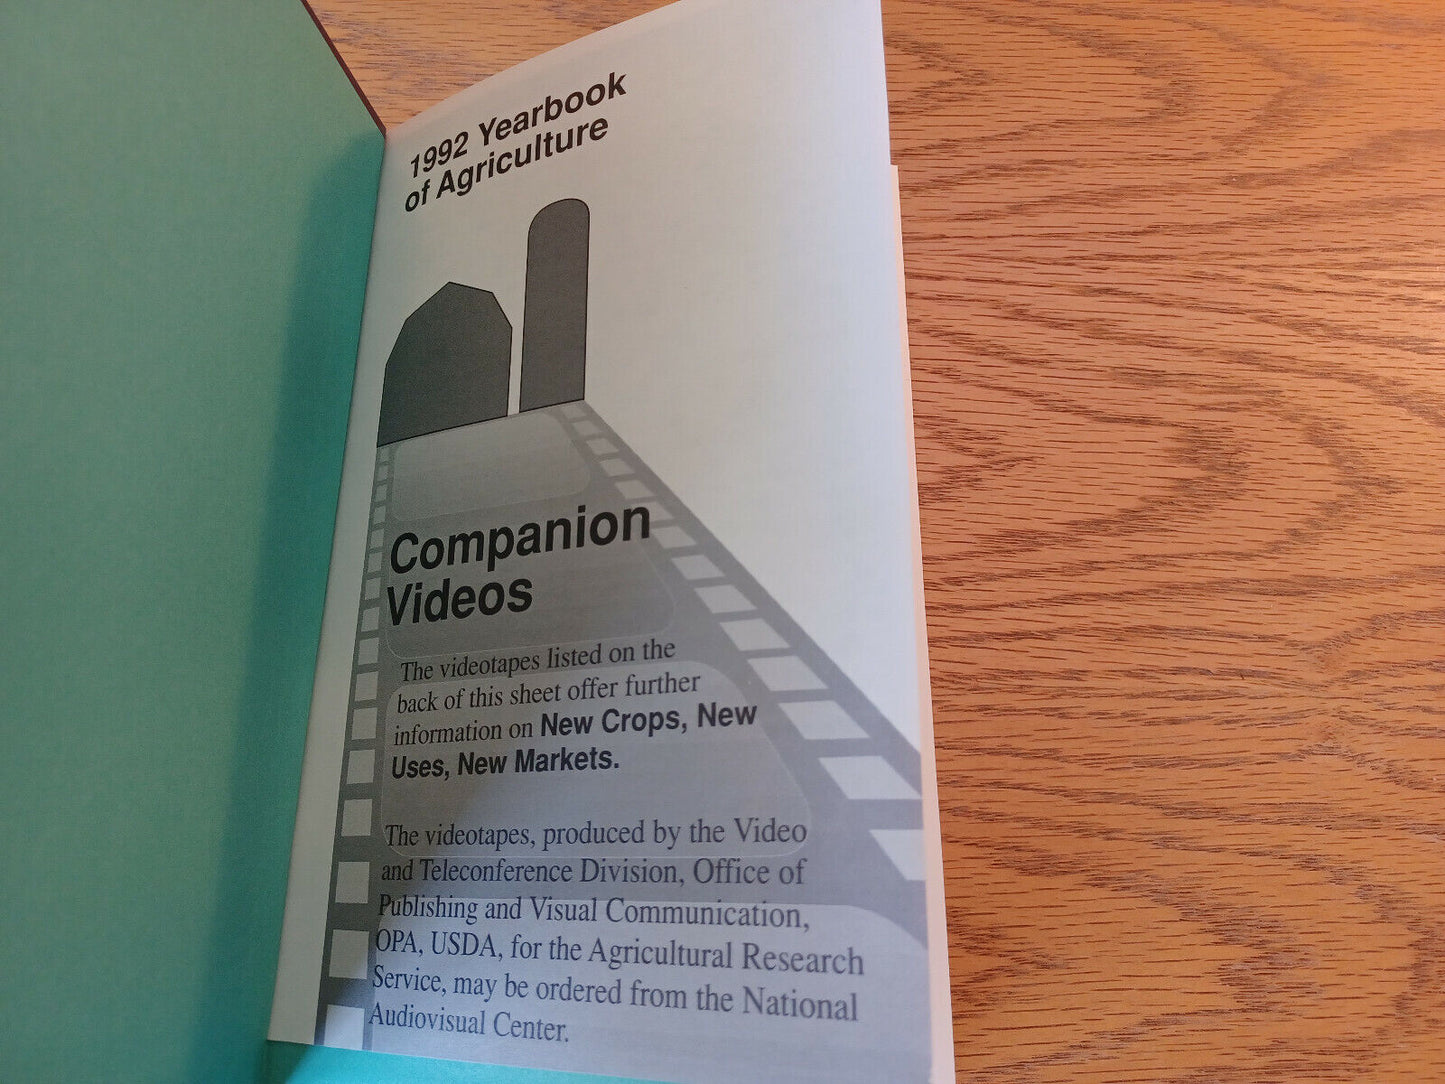 1992 Yearbook
of Agriculture
Companion
Videos
The videotapes listed on the
back of this sheet offer further
information on New Crops, New
Uses, New Markets.
The videotapes, produced by the Video
and Teleconference Division, Office of
Publishing and Visual Communication,
OPA, USDA, for the Agricultural Research
Service, may be ordered from the National
Audiovisual Center.